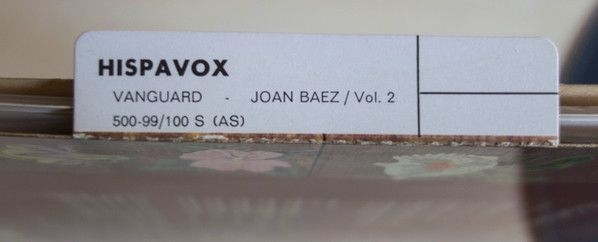 HISPAVOX
VANGUARD - JOAN BAEZ / Vol. 2
500-99/100 S (AS)